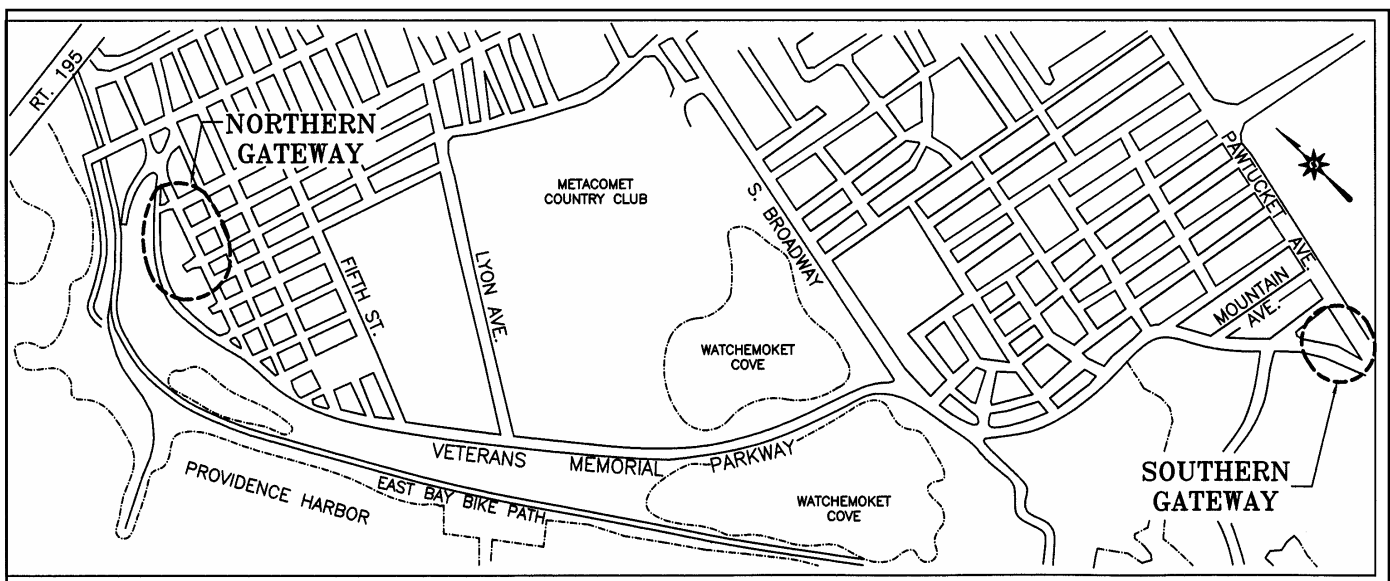 RT. 195
NORTHERN
GATEWAY
METACOMET
COUNTRY CLUB
S. BROADWAY
PAWTUCKET AVE.
FIFTH ST.
LYON AVE.
MOUNTAIN
AVE.
WATCHEMOKET
COVE
VETERANS MEMORIAL PARKWAY
PROVIDENCE HARBOR
EAST BAY BIKE PATH
WATCHEMOKET
COVE
SOUTHERN
GATEWAY